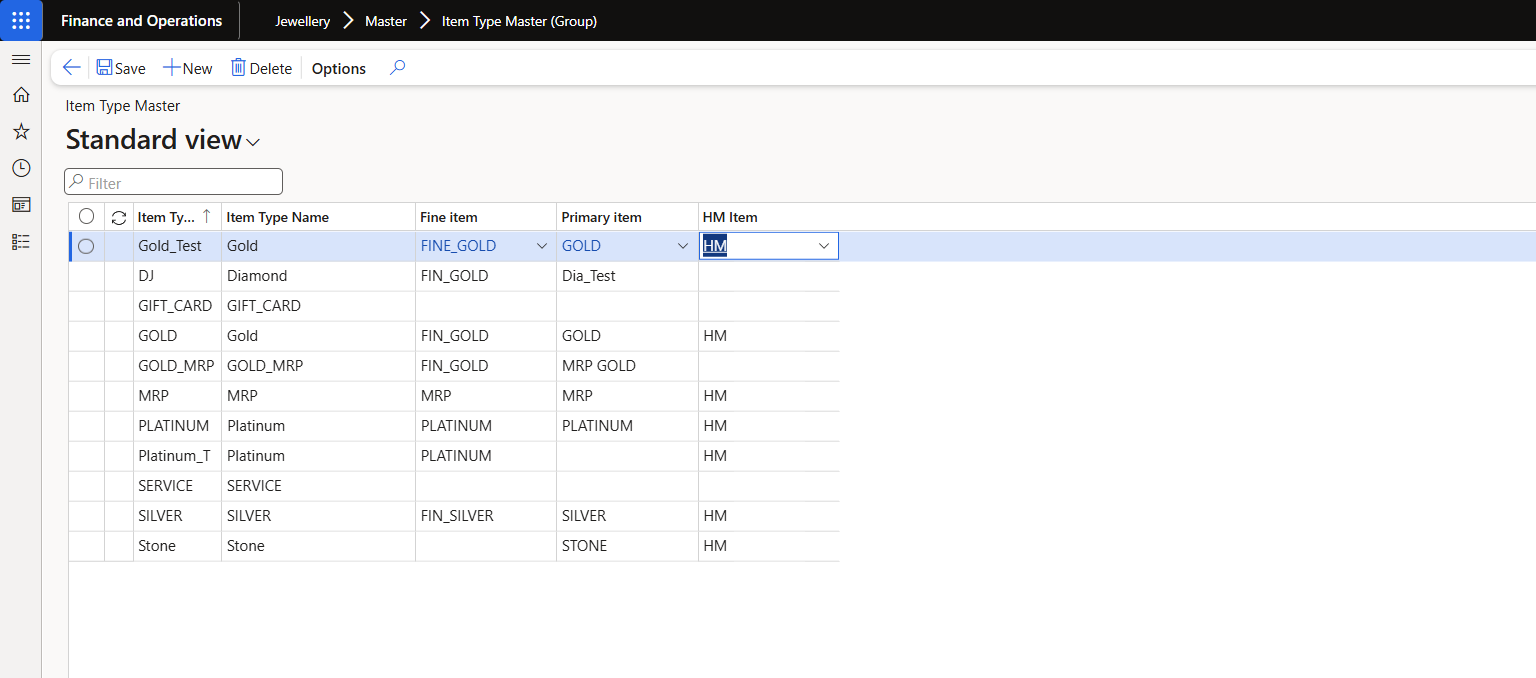 Finance and Operations Jewellery Master Item Type Master (Group)
Save New Delete Options
Item Type Master
Standard view
Filter
Item Ty... Item Type Name Fine item Primary item HM Item
Gold_Test Gold FINE_GOLD GOLD HM
DJ Diamond FIN_GOLD Dia_Test
GIFT_CARD GIFT_CARD
GOLD Gold FIN_GOLD GOLD HM
GOLD_MRP GOLD_MRP FIN_GOLD MRP GOLD
MRP MRP MRP MRP HM
PLATINUM Platinum PLATINUM PLATINUM HM
Platinum_T Platinum PLATINUM HM
SERVICE SERVICE
SILVER SILVER FIN_SILVER SILVER HM
Stone Stone STONE HM